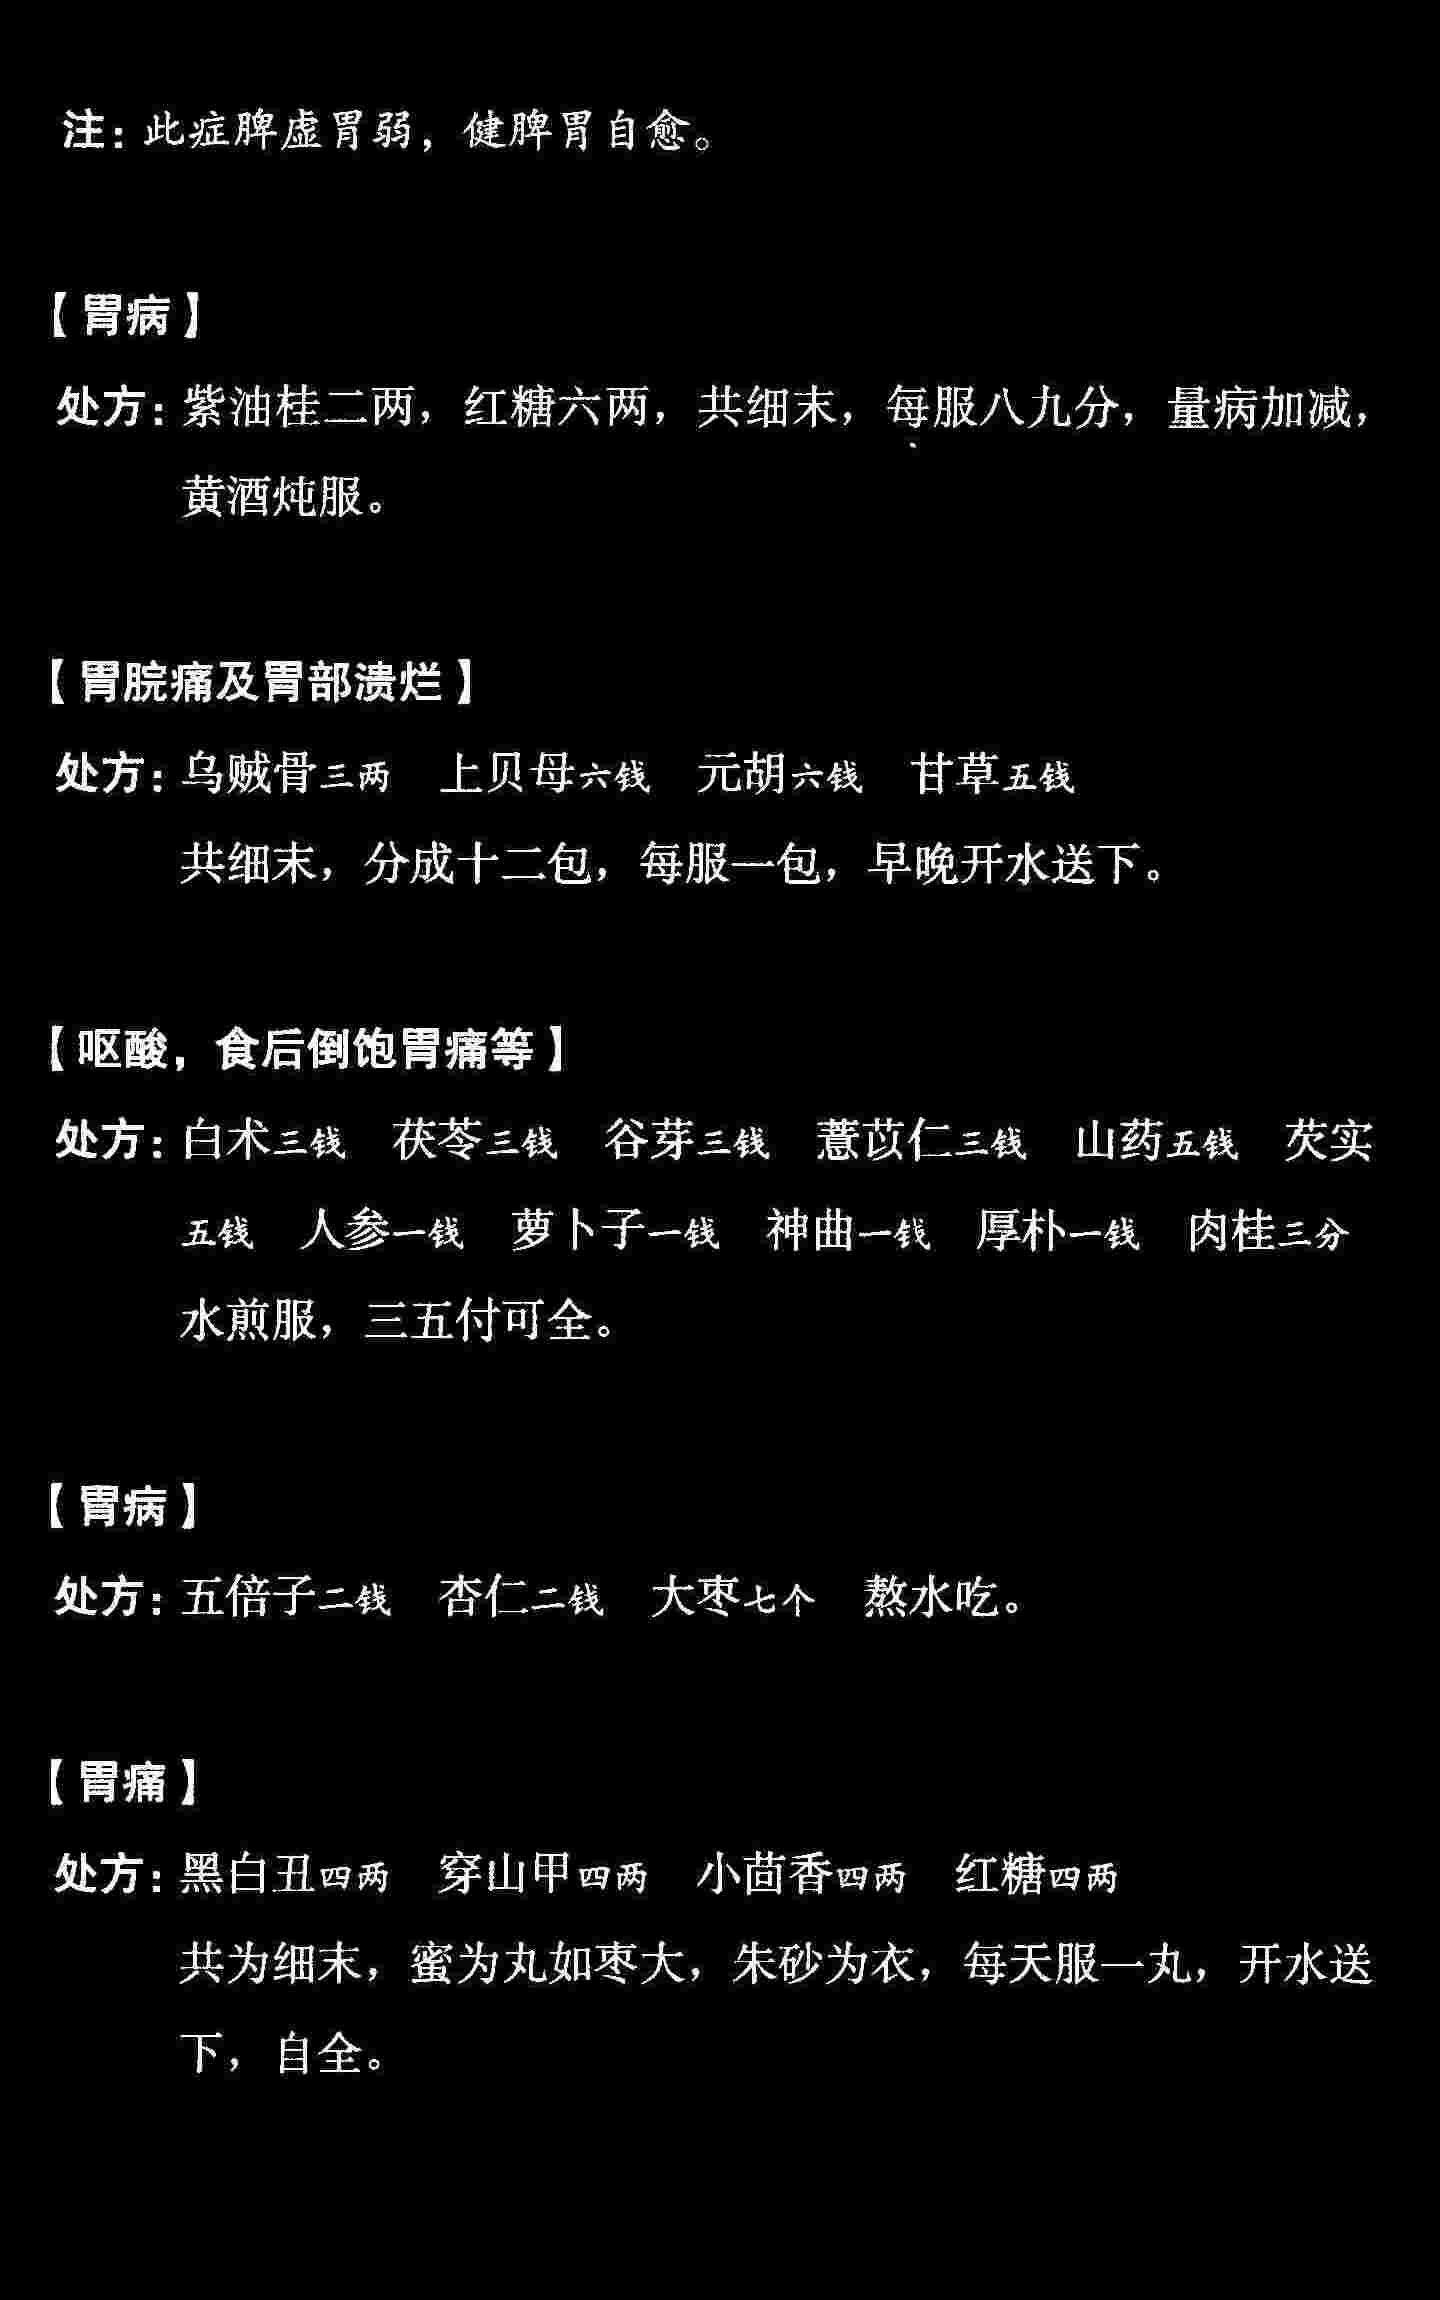 注：此症脾虚胃弱，健脾胃自愈。
【胃病】
处方：紫油桂二两，红糖六两，共细末，每服八九分，量病加减，
黄酒炖服。
【胃脘痛及胃部溃烂】
处方：乌贼骨三两　上贝母六钱　元胡六钱　甘草五钱
共细末，分成十二包，每服一包，早晚开水送下。
【呕酸，食后倒饱胃痛等】
处方：白术三钱　茯苓三钱　谷芽三钱　薏苡仁三钱　山药五钱　芡实
五钱　人参一钱　萝卜子一钱　神曲一钱　厚朴一钱　肉桂三分
水煎服，三五付可全。
【胃病】
处方：五倍子二钱　杏仁二钱　大枣七个　熬水吃。
【胃痛】
处方：黑白丑四两　穿山甲四两　小茴香四两　红糖四两
共为细末，蜜为丸如枣大，朱砂为衣，每天服一丸，开水送
下，自全。